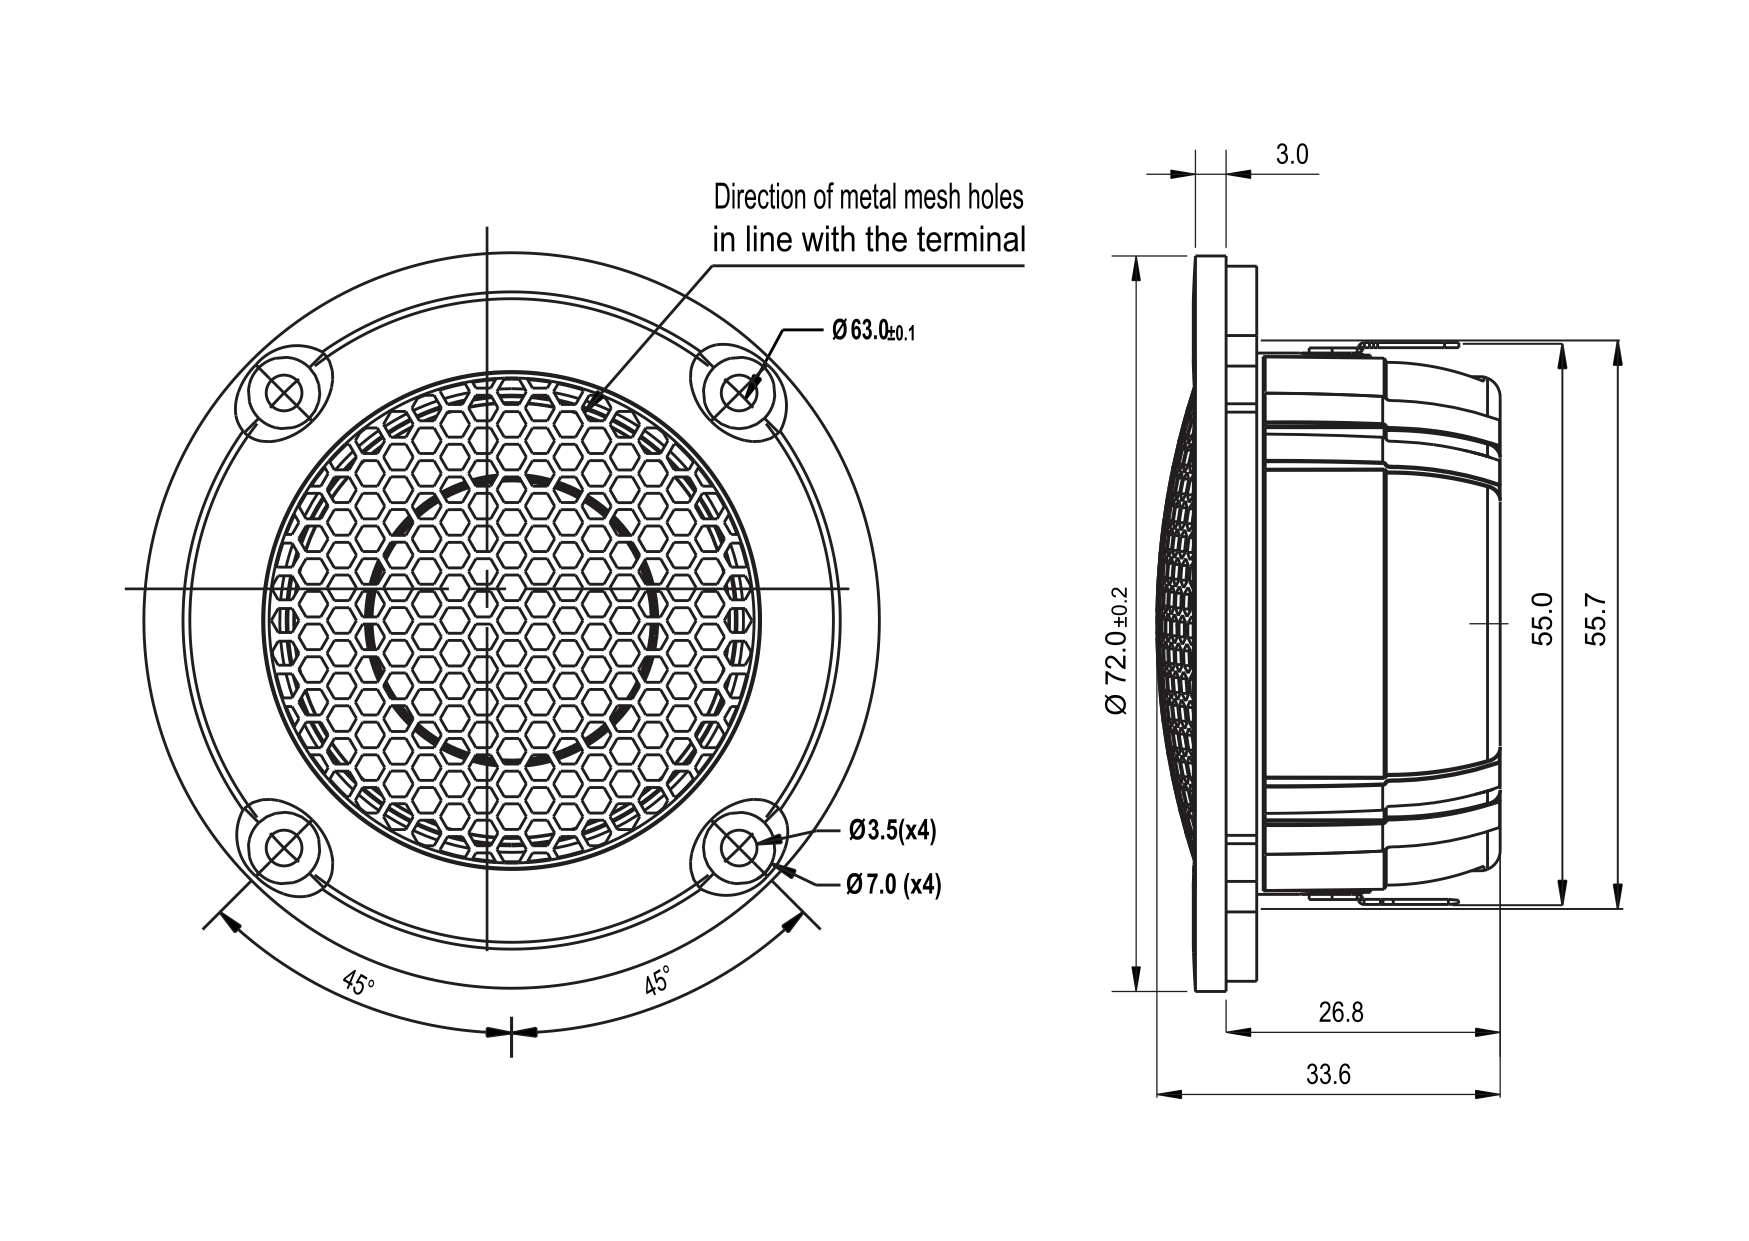 Direction of metal mesh holes
in line with the terminal
Ø 63.0±0.1
Ø3.5(x4)
Ø 7.0 (x4)
45°
45°
3.0
Ø 72.0±0.2
55.0
55.7
26.8
33.6